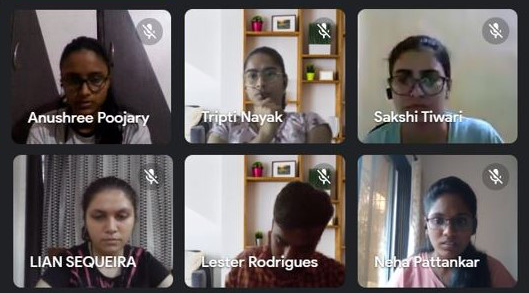 Anushree Poojary
Tripti Nayak
Sakshi Tiwari
LIAN SEQUEIRA
Lester Rodrigues
Neha Pattankar